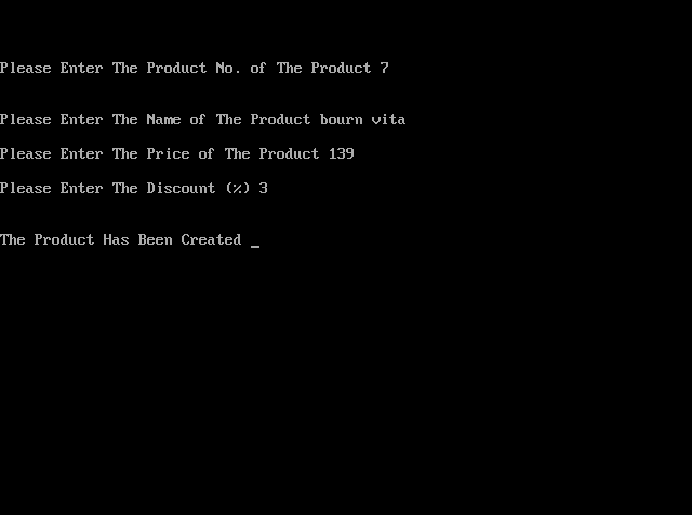 Please Enter The Product No. of The Product 7
Please Enter The Name of The Product bourn vita
Please Enter The Price of The Product 139
Please Enter The Discount (%) 3
The Product Has Been Created _